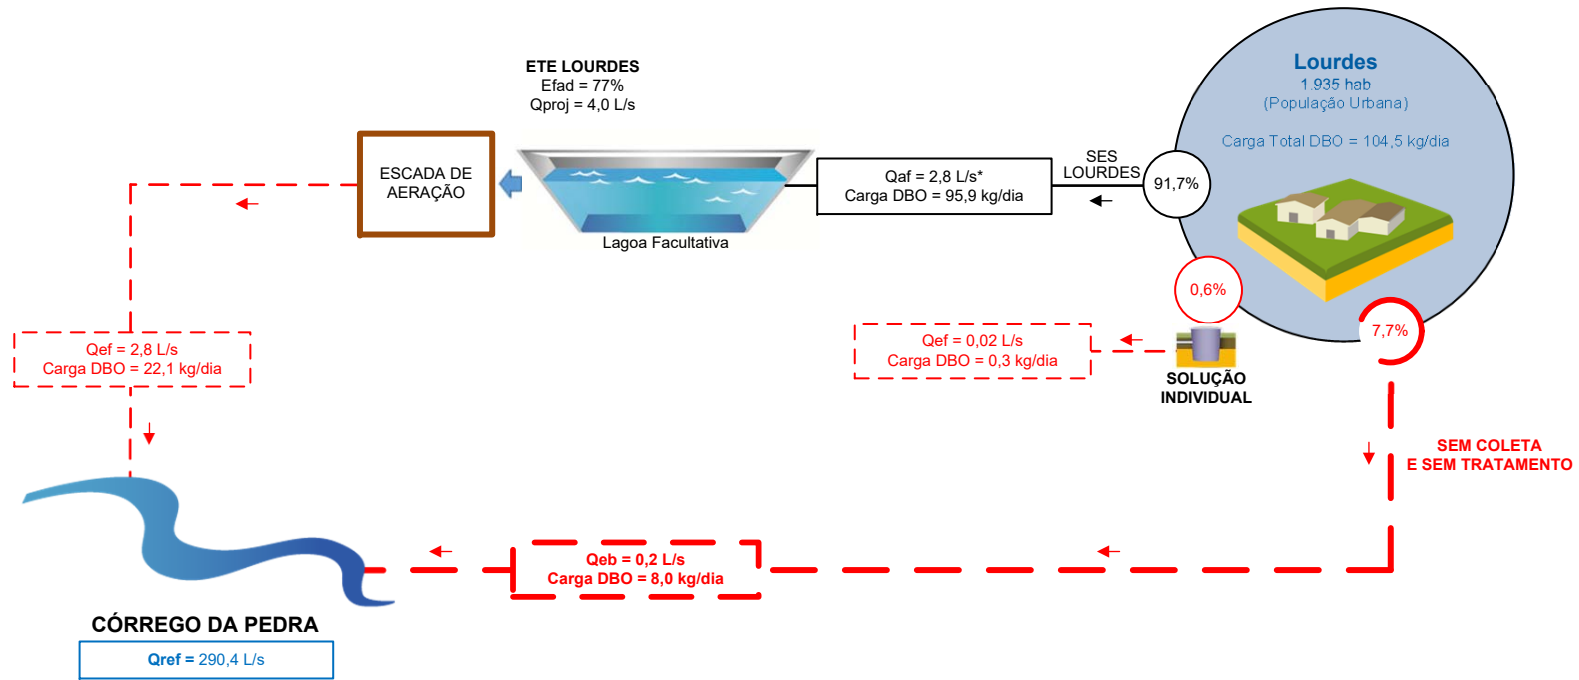 Lourdes
1.935 hab
(População Urbana)
Carga Total DBO = 104,5 kg/dia
91,7%
0,6%
7,7%
SES
LOURDES
Qaf = 2,8 L/s*
Carga DBO = 95,9 kg/dia
ETE LOURDES
Efad = 77%
Qproj = 4,0 L/s
Lagoa Facultativa
ESCADA DE
AERAÇÃO
Qef = 2,8 L/s
Carga DBO = 22,1 kg/dia
Qef = 0,02 L/s
Carga DBO = 0,3 kg/dia
SOLUÇÃO
INDIVIDUAL
SEM COLETA
E SEM TRATAMENTO
Qeb = 0,2 L/s
Carga DBO = 8,0 kg/dia
CÓRREGO DA PEDRA
Qref = 290,4 L/s